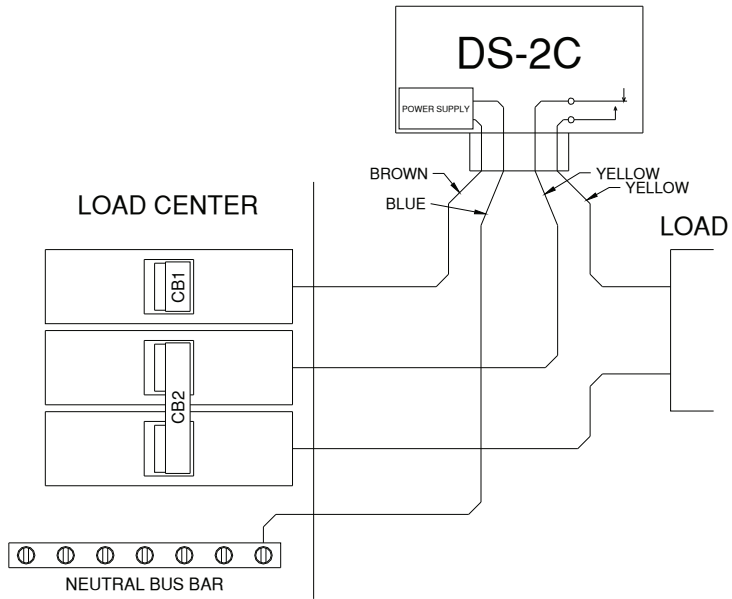 DS-2C
POWER SUPPLY
BROWN
YELLOW
YELLOW
BLUE
LOAD CENTER
LOAD
CB1
CB2
NEUTRAL BUS BAR